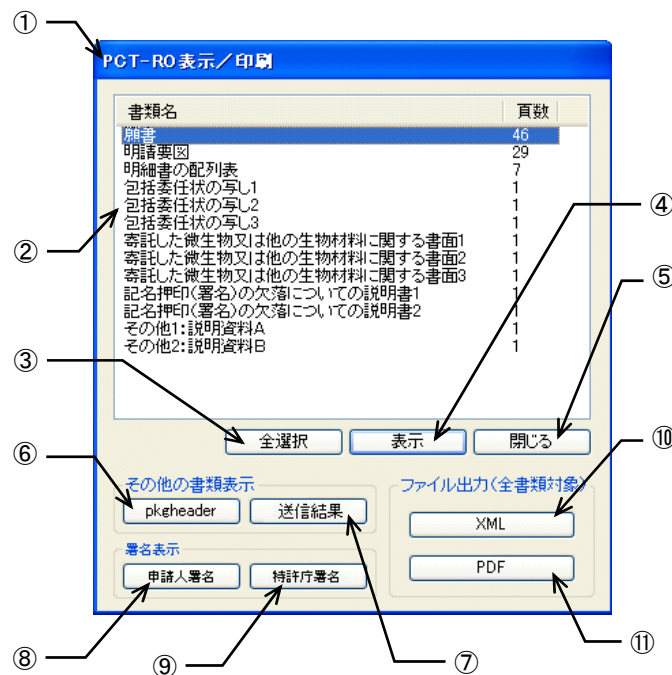 ①
PCT-RO表示/印刷
書類名 頁数
願書 46
明請要図 29
明細書の配列表 7
包括委任状の写し1 1
包括委任状の写し2 1
包括委任状の写し3 1
寄託した微生物又は他の生物材料に関する書面1 1
寄託した微生物又は他の生物材料に関する書面2 1
寄託した微生物又は他の生物材料に関する書面3 1
記名押印(署名)の欠落についての説明書1 1
記名押印(署名)の欠落についての説明書2 1
その他1:説明資料A 1
その他2:説明資料B 1
②
④
⑤
③
全選択 表示 閉じる
⑥
⑩
その他の書類表示 ファイル出力(全書類対象)
pkgheader 送信結果 XML
署名表示
申請人署名 特許庁署名 PDF
⑧ ⑨ ⑦ ⑪